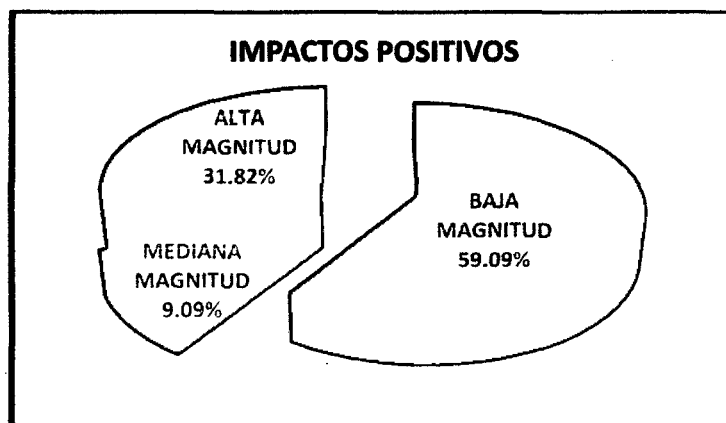 IMPACTOS POSITIVOS
ALTA
MAGNITUD
31.82%
MEDIANA
MAGNITUD
9.09%
BAJA
MAGNITUD
59.09%